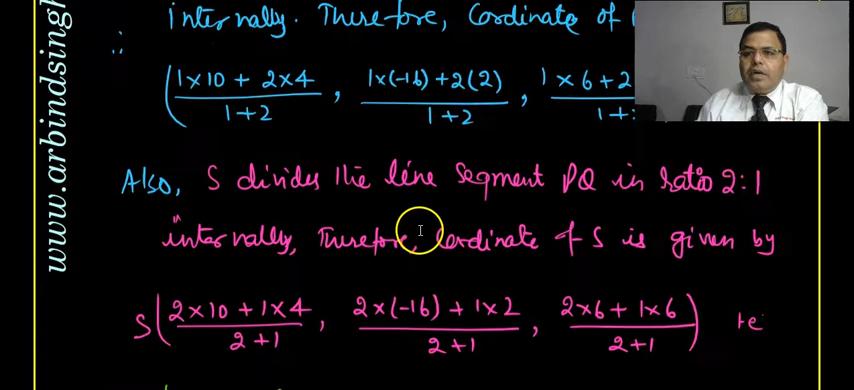 internally. Therefore, Cordinate of
∴ (1×10 + 2×4 / 1+2 , 1×(-16)+2(2) / 1+2 , 1×6+2 / 1+
Also, S divides the line segment PQ in ratio 2:1
internally, Therefore, Cordinate of S is given by
S(2×10 + 1×4 / 2+1 , 2×(-16) + 1×2 / 2+1 , 2×6 + 1×6 / 2+1)
www.arbindsingh